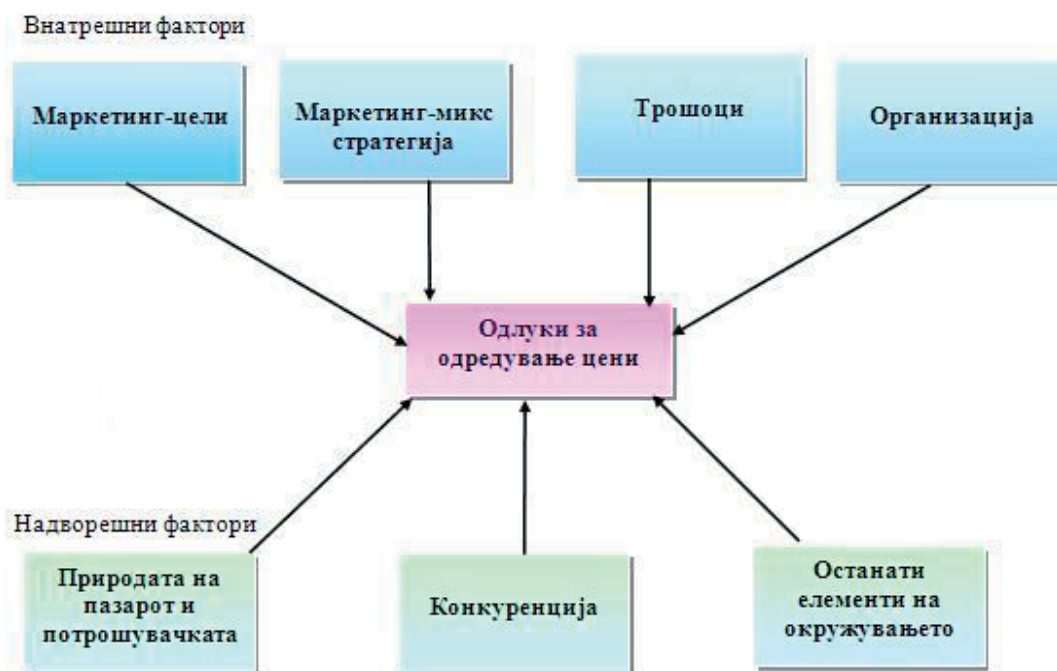 Внатрешни фактори
Маркетинг-цели
Маркетинг-микс
стратегија
Трошоци
Организација
Одлуки за
одредување цени
Надворешни фактори
Природата на
пазарот и
потрошувачката
Конкуренција
Останати
елементи на
окружувањето